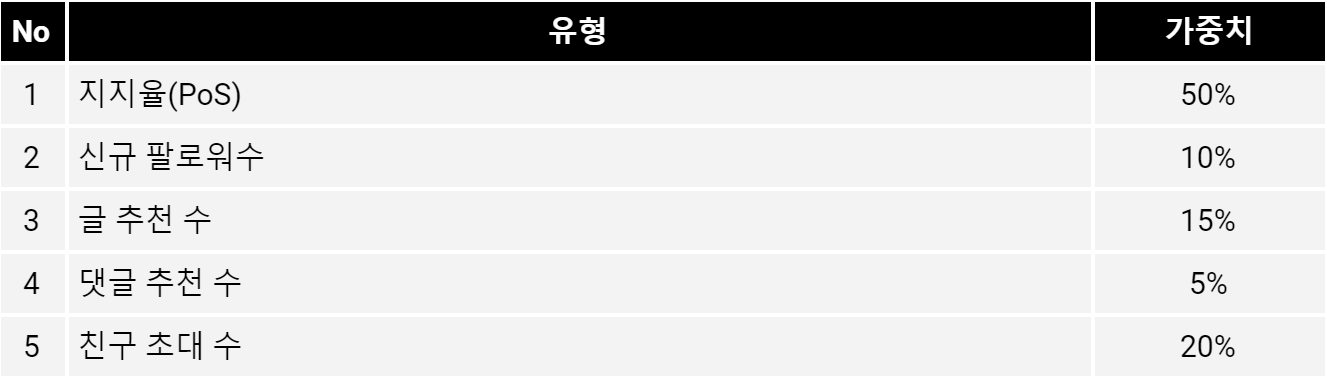 No 유형 가중치
1 지지율(PoS) 50%
2 신규 팔로워수 10%
3 글 추천 수 15%
4 댓글 추천 수 5%
5 친구 초대 수 20%